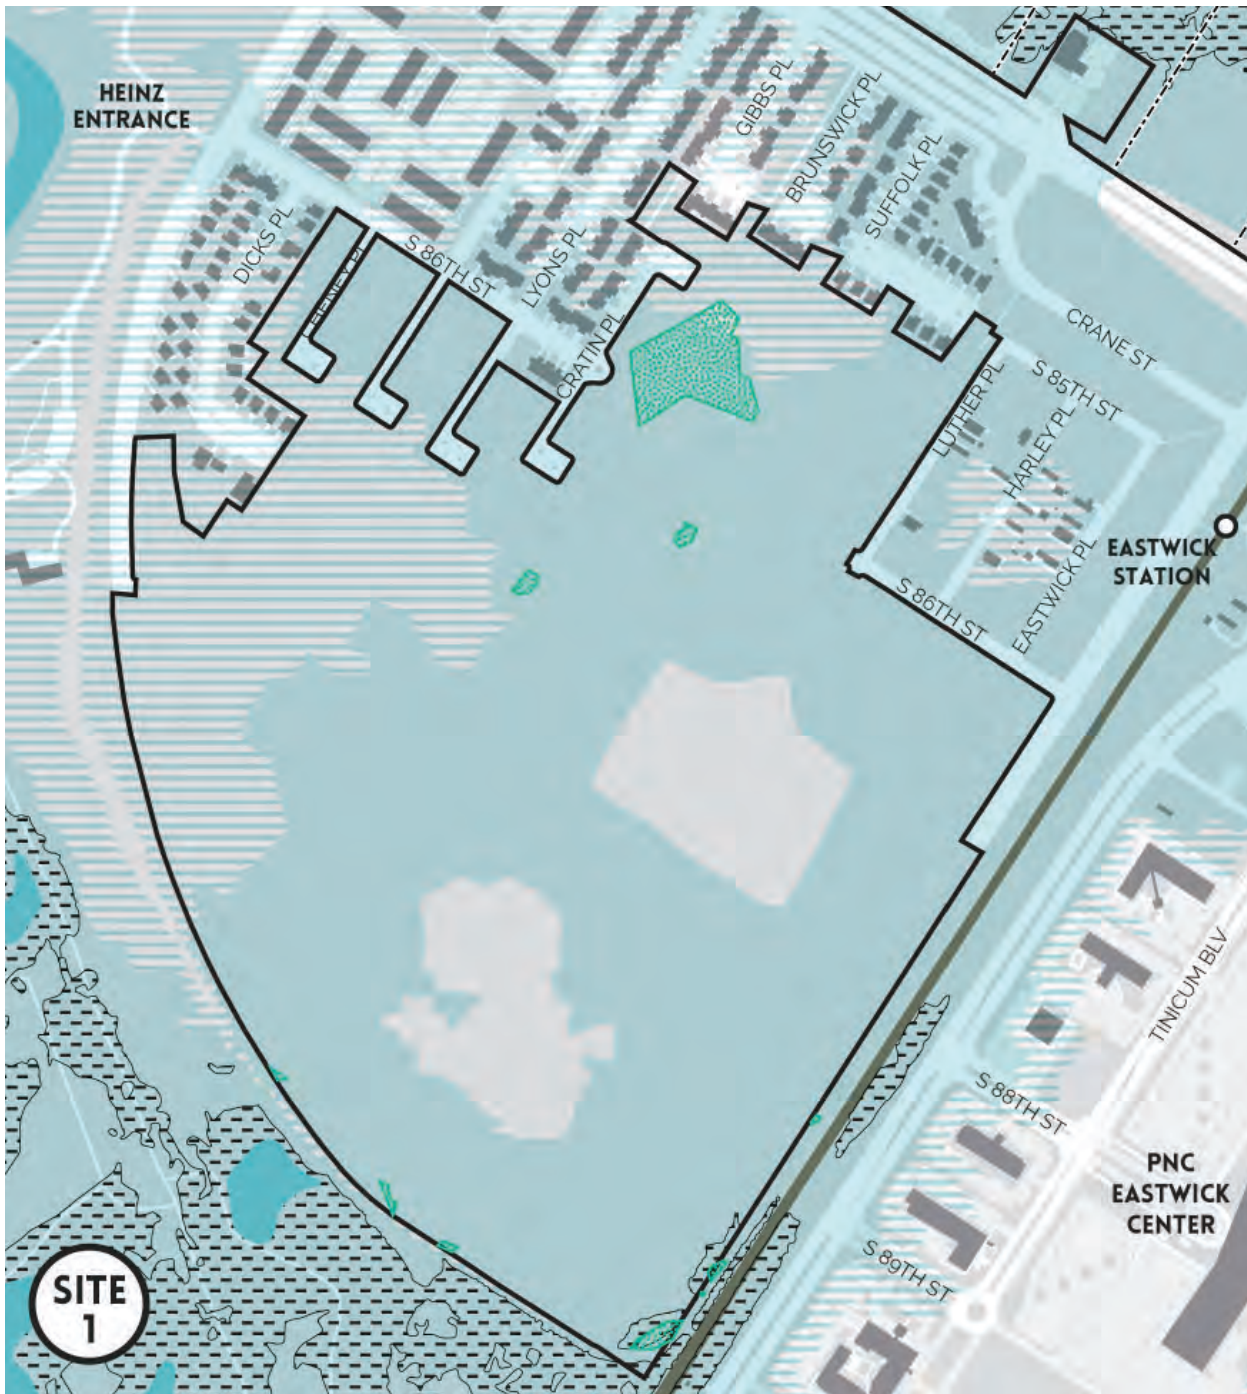 HEINZ
ENTRANCE
GIBBS PL
BRUNSWICK PL
SUFFOLK PL
DICKS PL
HEINEY PL
S 86TH ST
LYONS PL
CRATIN PL
CRANE ST
S 85TH ST
LUTHER PL
HARLEY PL
EASTWICK
STATION
EASTWICK PL
S 86TH ST
TINICUM BLV
S 88TH ST
PNC
EASTWICK
CENTER
S 89TH ST
SITE
1